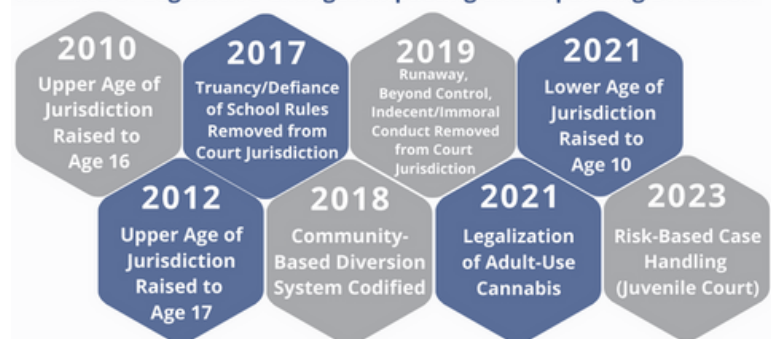 2010
Upper Age of
Jurisdiction
Raised to
Age 16
2012
Upper Age of
Jurisdiction
Raised to
Age 17
2017
Truancy/Defiance
of School Rules
Removed from
Court Jurisdiction
2018
Community-
Based Diversion
System Codified
2019
Runaway,
Beyond Control,
Indecent/Immoral
Conduct Removed
from Court
Jurisdiction
2021
Legalization
of Adult-Use
Cannabis
2021
Lower Age of
Jurisdiction
Raised to
Age 10
2023
Risk-Based Case
Handling
(Juvenile Court)